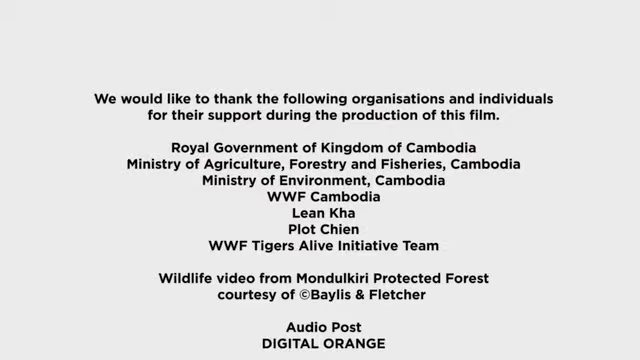 We would like to thank the following organisations and individuals
for their support during the production of this film.
Royal Government of Kingdom of Cambodia
Ministry of Agriculture, Forestry and Fisheries, Cambodia
Ministry of Environment, Cambodia
WWF Cambodia
Lean Kha
Plot Chien
WWF Tigers Alive Initiative Team
Wildlife video from Mondulkiri Protected Forest
courtesy of ©Baylis & Fletcher
Audio Post
DIGITAL ORANGE